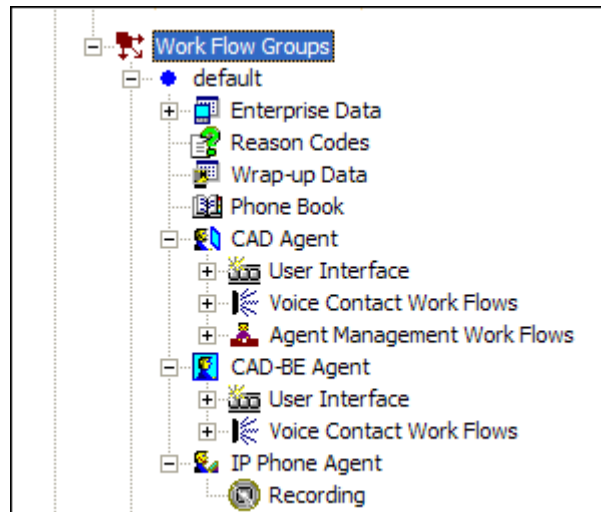 Work Flow Groups
default
Enterprise Data
Reason Codes
Wrap-up Data
Phone Book
CAD Agent
User Interface
Voice Contact Work Flows
Agent Management Work Flows
CAD-BE Agent
User Interface
Voice Contact Work Flows
IP Phone Agent
Recording